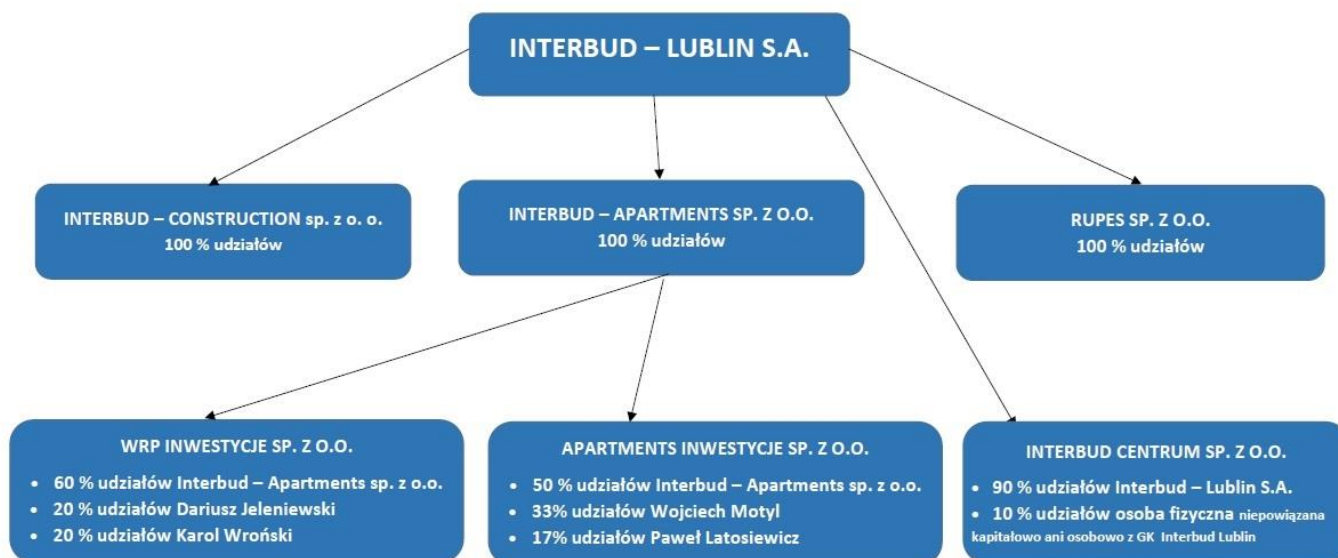 INTERBUD – LUBLIN S.A.
INTERBUD – CONSTRUCTION sp. z o. o.
100 % udziałów
INTERBUD – APARTMENTS SP. Z O.O.
100 % udziałów
RUPES SP. Z O.O.
100 % udziałów
WRP INWESTYCJE SP. Z O.O.
• 60 % udziałów Interbud – Apartments sp. z o.o.
• 20 % udziałów Dariusz Jeleniewski
• 20 % udziałów Karol Wroński
APARTMENTS INWESTYCJE SP. Z O.O.
• 50 % udziałów Interbud – Apartments sp. z o.o.
• 33% udziałów Wojciech Motyl
• 17% udziałów Paweł Latosiewicz
INTERBUD CENTRUM SP. Z O.O.
• 90 % udziałów Interbud – Lublin S.A.
• 10 % udziałów osoba fizyczna niepowiązana
kapitałowo ani osobowo z GK Interbud Lublin